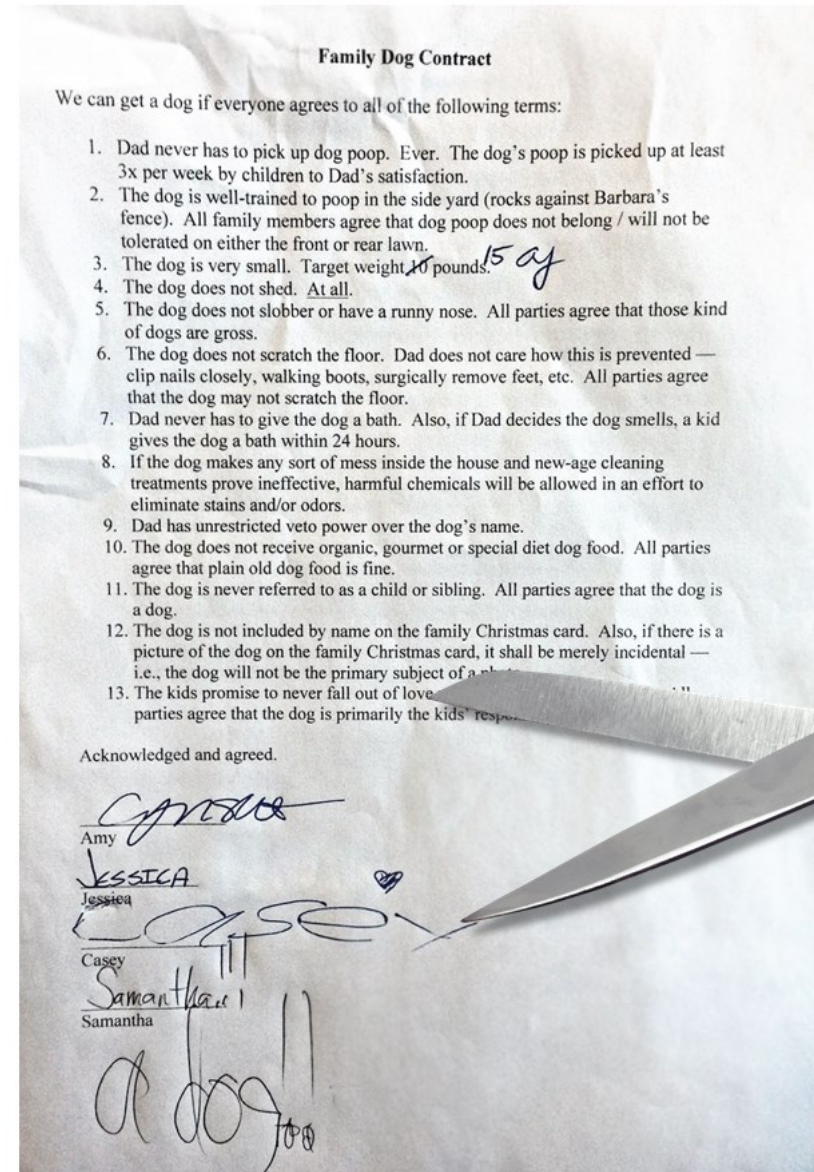 Family Dog Contract
We can get a dog if everyone agrees to all of the following terms:
1. Dad never has to pick up dog poop. Ever. The dog's poop is picked up at least
3x per week by children to Dad's satisfaction.
2. The dog is well-trained to poop in the side yard (rocks against Barbara's
fence). All family members agree that dog poop does not belong / will not be
tolerated on either the front or rear lawn.
3. The dog is very small. Target weight 10 pounds. 15 aj
4. The dog does not shed. At all.
5. The dog does not slobber or have a runny nose. All parties agree that those kind
of dogs are gross.
6. The dog does not scratch the floor. Dad does not care how this is prevented —
clip nails closely, walking boots, surgically remove feet, etc. All parties agree
that the dog may not scratch the floor.
7. Dad never has to give the dog a bath. Also, if Dad decides the dog smells, a kid
gives the dog a bath within 24 hours.
8. If the dog makes any sort of mess inside the house and new-age cleaning
treatments prove ineffective, harmful chemicals will be allowed in an effort to
eliminate stains and/or odors.
9. Dad has unrestricted veto power over the dog's name.
10. The dog does not receive organic, gourmet or special diet dog food. All parties
agree that plain old dog food is fine.
11. The dog is never referred to as a child or sibling. All parties agree that the dog is
a dog.
12. The dog is not included by name on the family Christmas card. Also, if there is a
picture of the dog on the family Christmas card, it shall be merely incidental —
i.e., the dog will not be the primary subject of a
13. The kids promise to never fall out of love
parties agree that the dog is primarily the kids'
Acknowledged and agreed.
Amy
JESSICA
Jessica
Casey
Casey
Samantha
Samantha
a dog